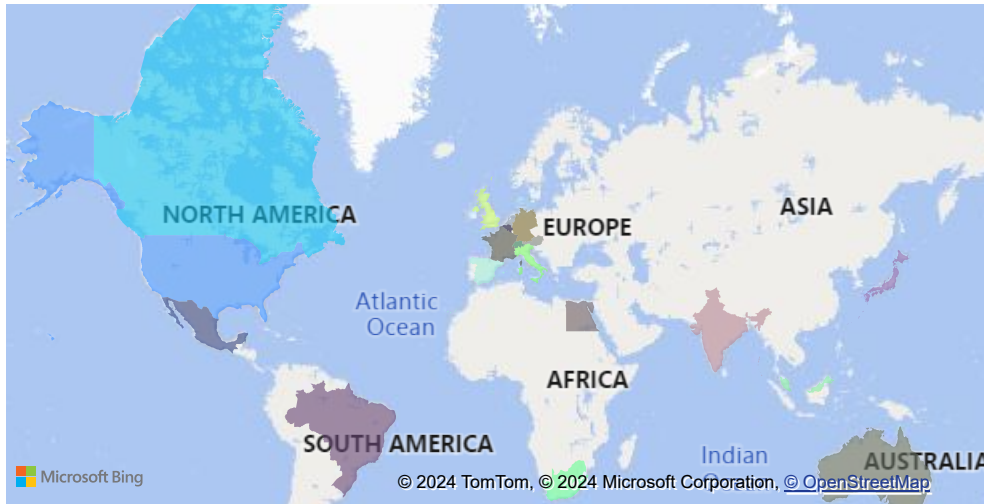 NORTH AMERICA
EUROPE
ASIA
Atlantic
Ocean
AFRICA
SOUTH AMERICA
Indian
AUSTRALIA
Microsoft Bing
© 2024 TomTom, © 2024 Microsoft Corporation, © OpenStreetMap